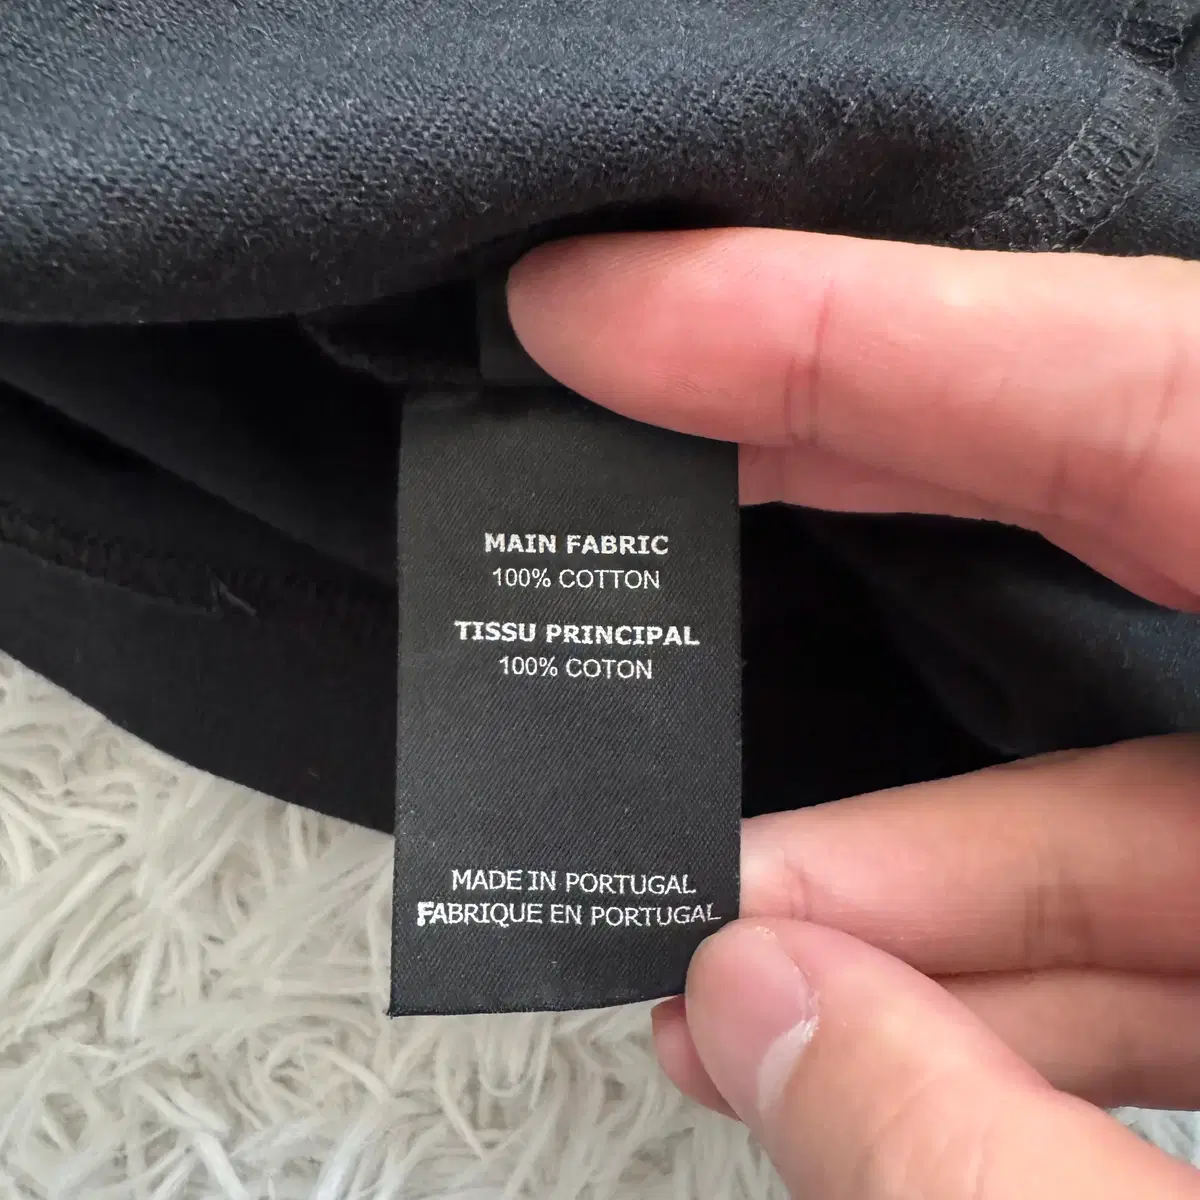 MAIN FABRIC
100% COTTON
TISSU PRINCIPAL
100% COTON
MADE IN PORTUGAL
FABRIQUE EN PORTUGAL